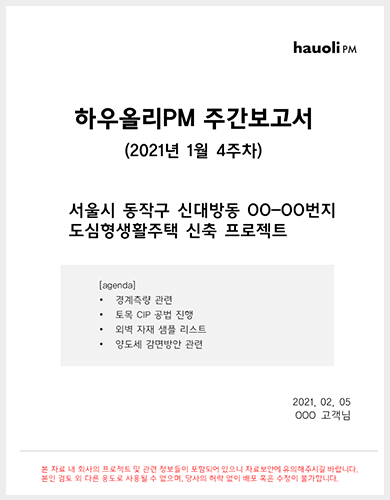 hauoli PM
하우올리PM 주간보고서
(2021년 1월 4주차)
서울시 동작구 신대방동 OO-OO번지
도심형생활주택 신축 프로젝트
[agenda]
• 경계측량 관련
• 토목 CIP 공법 진행
• 외벽 자재 샘플 리스트
• 양도세 감면방안 관련
2021. 02. 05
OOO 고객님
본 자료 내 회사의 프로젝트 및 관련 정보들이 포함되어 있으니 자료보안에 유의해주시길 바랍니다.
본인 검토 외 다른 용도로 사용될 수 없으며, 당사의 허락 없이 배포 혹은 수정이 불가합니다.